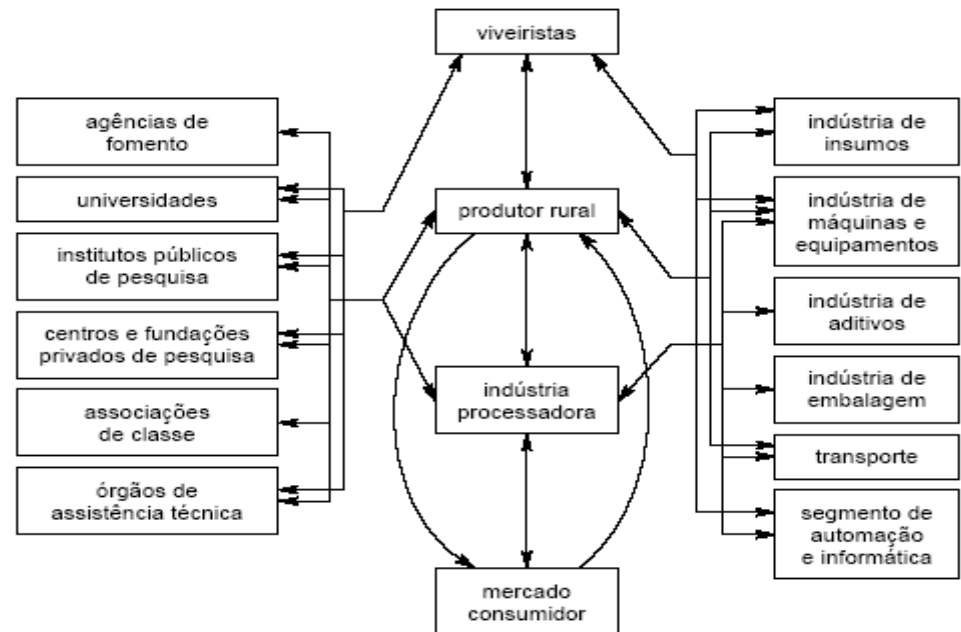 viveiristas
agências de
fomento
universidades
institutos públicos
de pesquisa
centros e fundações
privados de pesquisa
associações
de classe
órgãos de
assistência técnica
produtor rural
indústria
processadora
mercado
consumidor
indústria de
insumos
indústria de
máquinas e
equipamentos
indústria de
aditivos
indústria de
embalagem
transporte
segmento de
automação
e informática